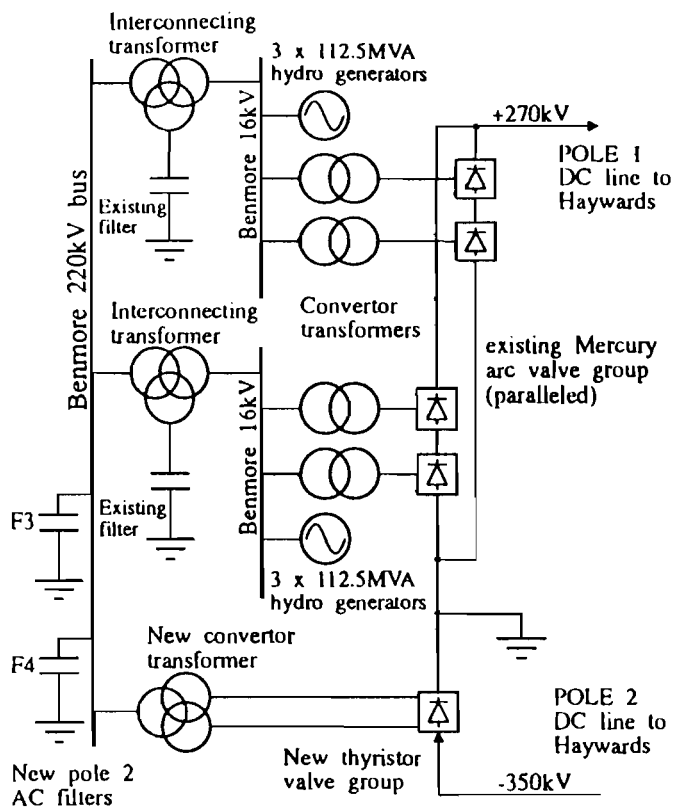 Interconnecting
transformer
3 x 112.5MVA
hydro generators
Benmore 16kV
+270kV
POLE 1
DC line to
Haywards
Existing
filter
Benmore 220kV bus
Interconnecting
transformer
Convertor
transformers
existing Mercury
arc valve group
(paralleled)
Benmore 16kV
F3
Existing
filter
3 x 112.5MVA
hydro generators
F4
New convertor
transformer
POLE 2
DC line to
Haywards
New pole 2
AC filters
New thyristor
valve group
-350kV